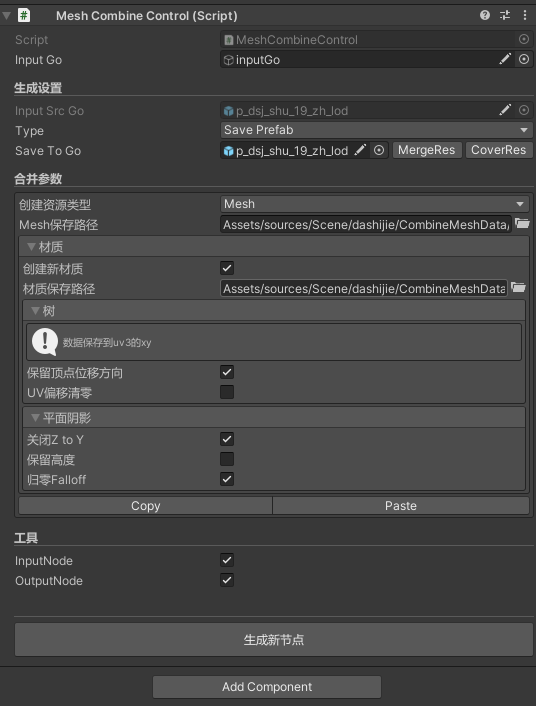 Mesh Combine Control (Script)
Script MeshCombineControl
Input Go inputGo
生成设置
Input Src Go p_dsj_shu_19_zh_lod
Type Save Prefab
Save To Go p_dsj_shu_19_zh_lod MergeRes CoverRes
合并参数
创建资源类型 Mesh
Mesh保存路径 Assets/sources/Scene/dashijie/CombineMeshData/
材质
创建新材质
材质保存路径 Assets/sources/Scene/dashijie/CombineMeshData
树
数据保存到uv3的xy
保留顶点位移方向
UV偏移清零
平面阴影
关闭Z to Y
保留高度
归零Falloff
Copy Paste
工具
InputNode
OutputNode
生成新节点
Add Component